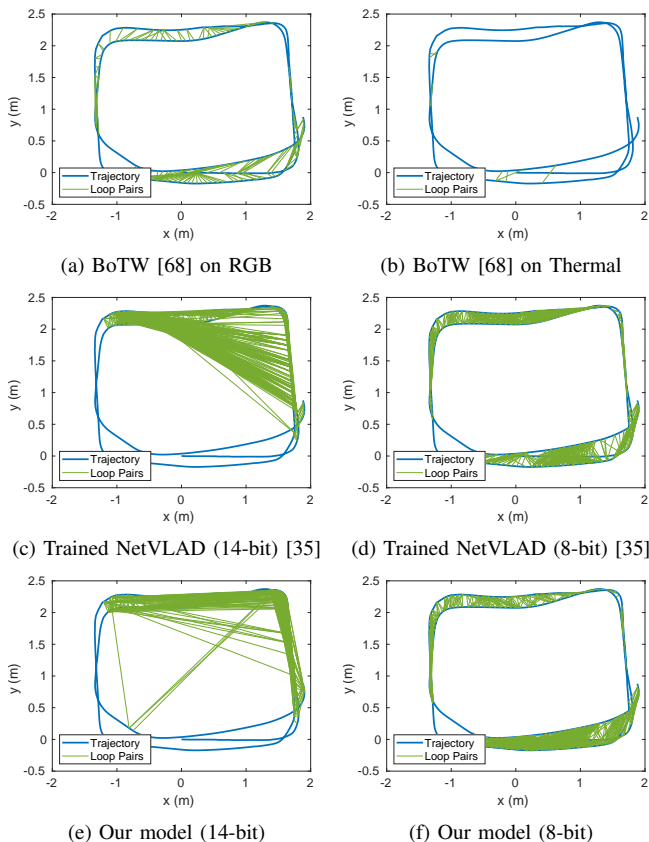 2.5
2
1.5
1
0.5
0
-0.5
y (m)
Trajectory
Loop Pairs
-2 -1 0 1 2
x (m)
(a) BoTW [68] on RGB
2.5
2
1.5
1
0.5
0
-0.5
y (m)
Trajectory
Loop Pairs
-2 -1 0 1 2
x (m)
(b) BoTW [68] on Thermal
2.5
2
1.5
1
0.5
0
-0.5
y (m)
Trajectory
Loop Pairs
-2 -1 0 1 2
x (m)
(c) Trained NetVLAD (14-bit) [35]
2.5
2
1.5
1
0.5
0
-0.5
y (m)
Trajectory
Loop Pairs
-2 -1 0 1 2
x (m)
(d) Trained NetVLAD (8-bit) [35]
2.5
2
1.5
1
0.5
0
-0.5
y (m)
Trajectory
Loop Pairs
-2 -1 0 1 2
x (m)
(e) Our model (14-bit)
2.5
2
1.5
1
0.5
0
-0.5
y (m)
Trajectory
Loop Pairs
-2 -1 0 1 2
x (m)
(f) Our model (8-bit)